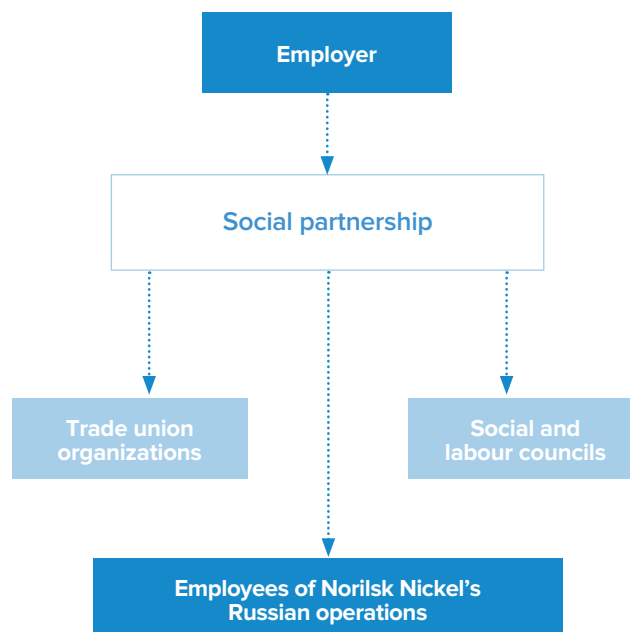 Employer
Social partnership
Trade union
organizations
Social and
labour councils
Employees of Norilsk Nickel’s
Russian operations